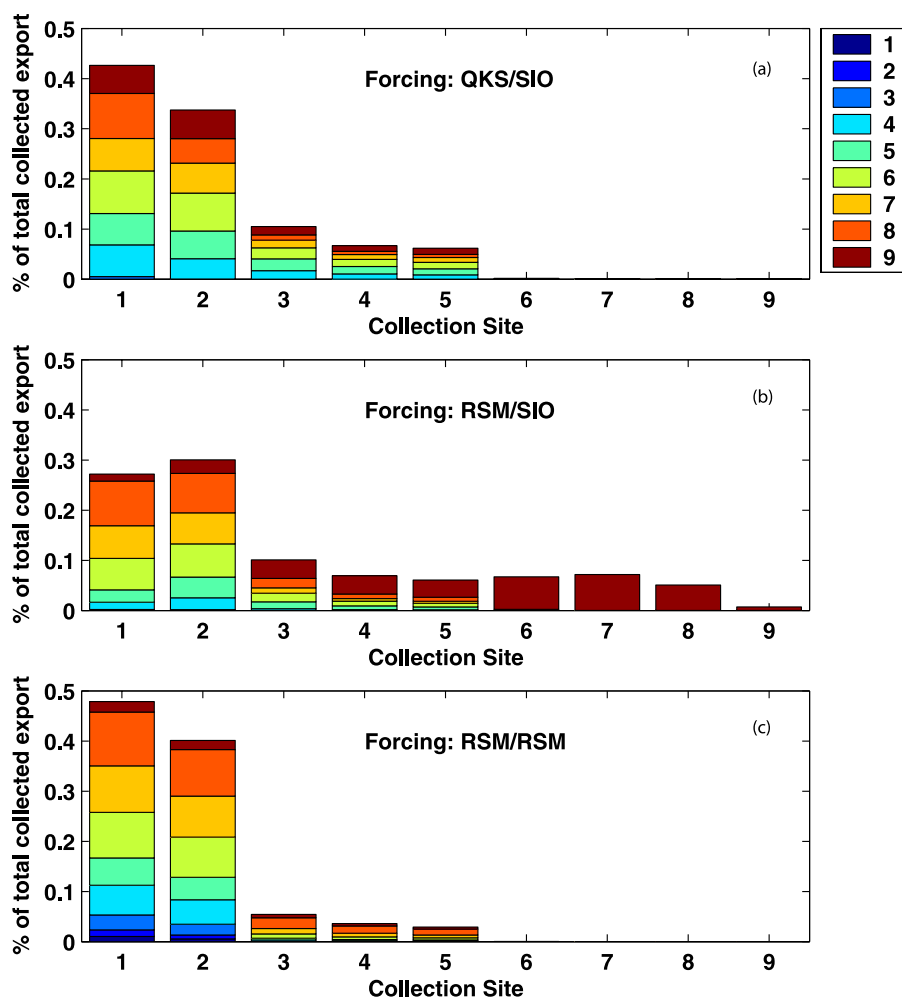 % of total collected export
0.5
0.4
0.3
0.2
0.1
0
Forcing: QKS/SIO
(a)
1 2 3 4 5 6 7 8 9
Collection Site
1
2
3
4
5
6
7
8
9
% of total collected export
0.5
0.4
0.3
0.2
0.1
0
Forcing: RSM/SIO
(b)
1 2 3 4 5 6 7 8 9
Collection Site
% of total collected export
0.5
0.4
0.3
0.2
0.1
0
Forcing: RSM/RSM
(c)
1 2 3 4 5 6 7 8 9
Collection Site